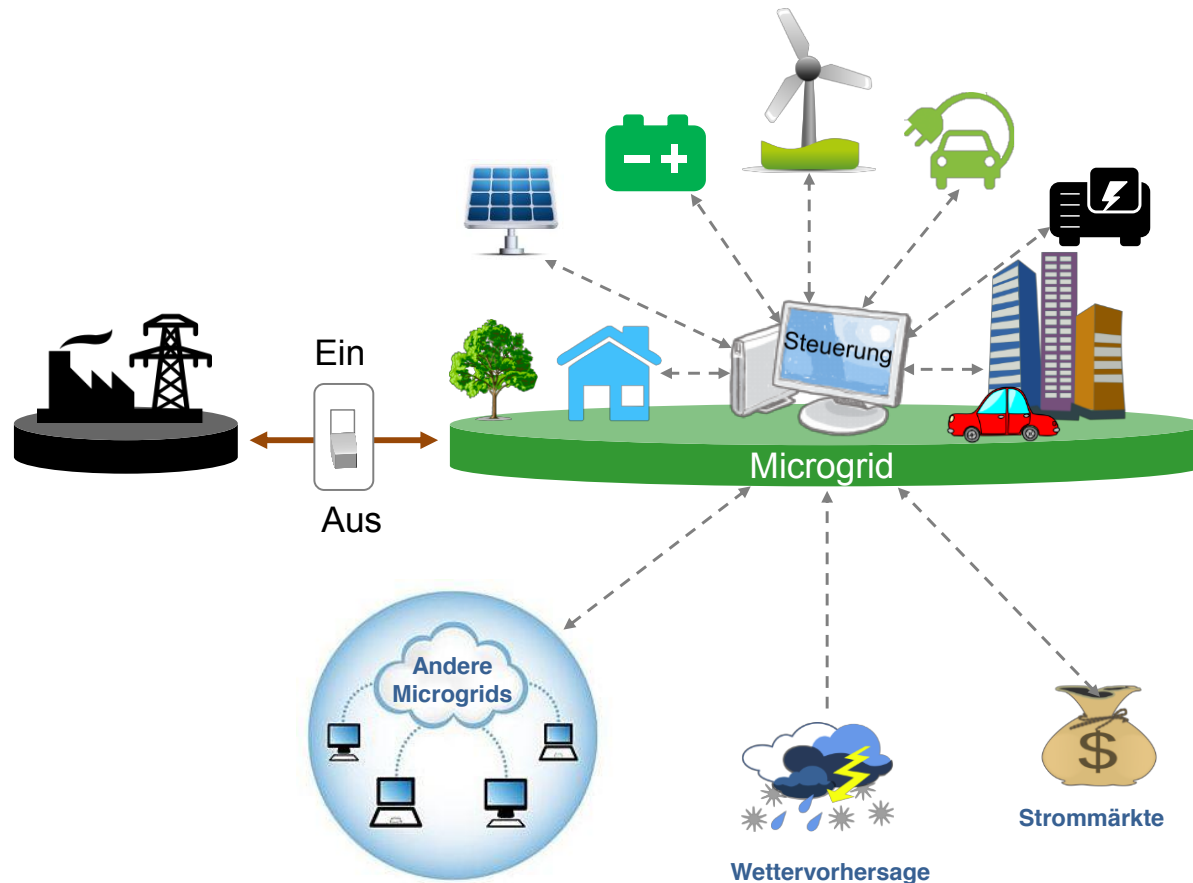 Steuerung
Ein
Aus
Microgrid
Andere
Microgrids
$
Strommärkte
Wettervorhersage